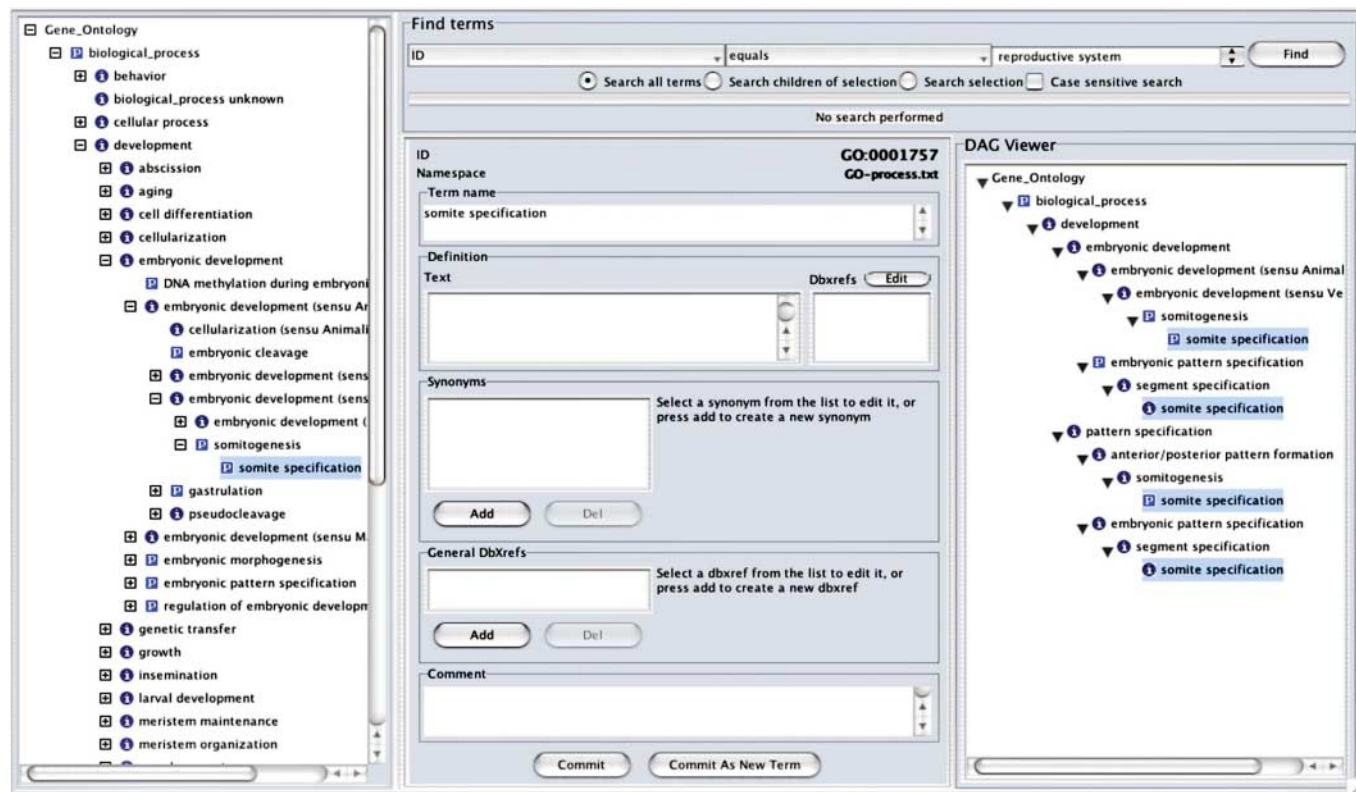 Gene_Ontology
biological_process
behavior
biological_process unknown
cellular process
development
abscission
aging
cell differentiation
cellularization
embryonic development
DNA methylation during embryoni
embryonic development (sensu Ar
cellularization (sensu Animali
embryonic cleavage
embryonic development (sens
embryonic development (sens
embryonic development (
somitogenesis
somite specification
gastrulation
pseudocleavage
embryonic development (sensu M
embryonic morphogenesis
embryonic pattern specification
regulation of embryonic developm
genetic transfer
growth
insemination
larval development
meristem maintenance
meristem organization
Find terms
ID equals reproductive system Find
Search all terms Search children of selection Search selection Case sensitive search
No search performed
ID GO:0001757
Namespace GO-process.txt
Term name
somite specification
Definition
Text Dbxrefs Edit
Synonyms
Select a synonym from the list to edit it, or
press add to create a new synonym
Add Del
General DbXrefs
Select a dbxref from the list to edit it, or
press add to create a new dbxref
Add Del
Comment
Commit Commit As New Term
DAG Viewer
Gene_Ontology
biological_process
development
embryonic development
embryonic development (sensu Animal
embryonic development (sensu Ve
somitogenesis
somite specification
embryonic pattern specification
segment specification
somite specification
pattern specification
anterior/posterior pattern formation
somitogenesis
somite specification
embryonic pattern specification
segment specification
somite specification